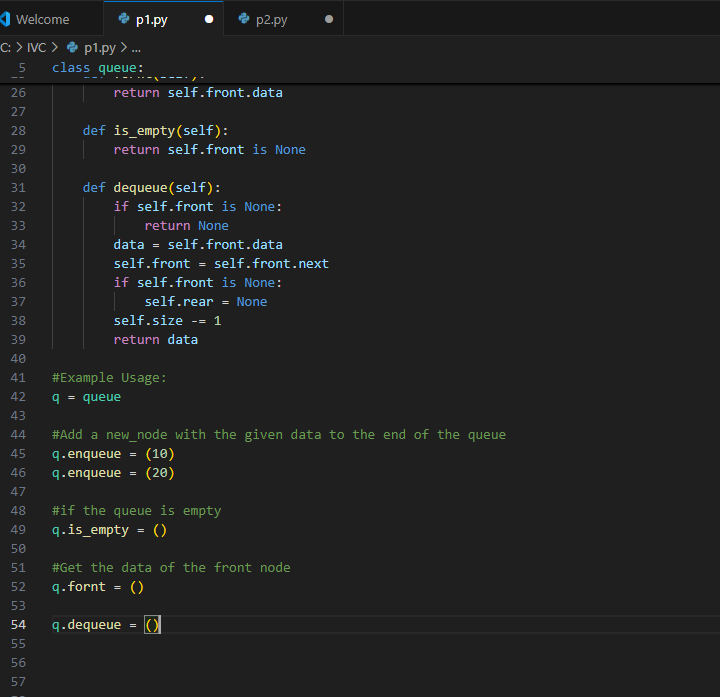 Welcome p1.py p2.py
C: > IVC > p1.py > ...
5 class queue:
26 return self.front.data
27
28 def is_empty(self):
29 return self.front is None
30
31 def dequeue(self):
32 if self.front is None:
33 return None
34 data = self.front.data
35 self.front = self.front.next
36 if self.front is None:
37 self.rear = None
38 self.size -= 1
39 return data
40
41 #Example Usage:
42 q = queue
43
44 #Add a new_node with the given data to the end of the queue
45 q.enqueue = (10)
46 q.enqueue = (20)
47
48 #if the queue is empty
49 q.is_empty = ()
50
51 #Get the data of the front node
52 q.fornt = ()
53
54 q.dequeue = ()
55
56
57